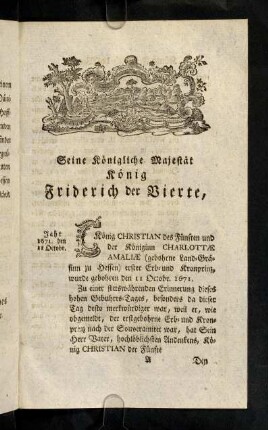 Seine Königliche Majestät
König
Friderich der Vierte,
Jahr
1671. den
11 Octobr.
König CHRISTIAN des Fünften und
der Königinn CHARLOTTÆ
AMALIÆ (gebohrne Land-Grä-
finn zu Hessen) erster Erb- und Kronprinz,
wurde gebohren den 11 Octobr. 1671.
Zu einer stetswährenden Erinnerung dieses
hohen Gebuhrts-Tages, besonders da dieser
Tag desto merkwürdiger war, weil er, wie
obgemeldt, der erstgebohrne Erb- und Kron-
prinz nach der Souverainitet war, hat Sein
Herr Vater, hochlöblichsten Andenkens, Kö-
nig CHRISTIAN der Fünfte
A Den